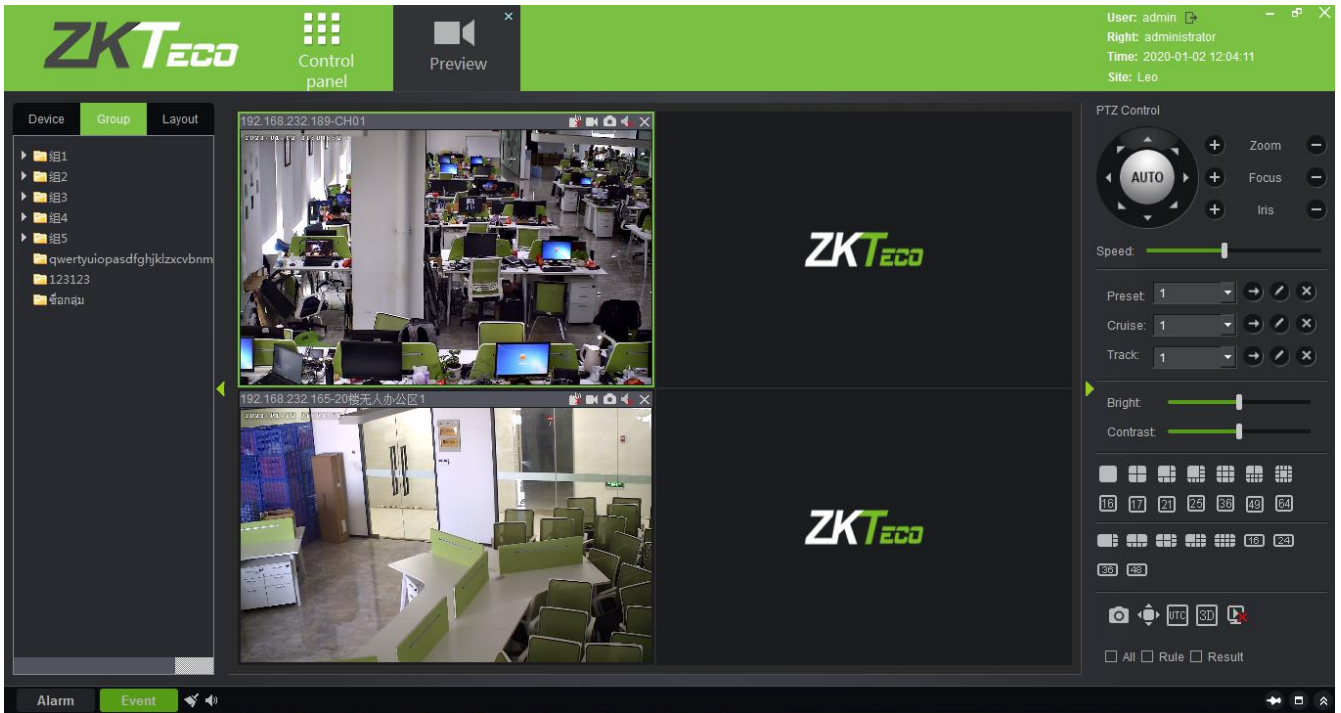 ZKTeco
Control
panel
Preview
User: admin
Right: administrator
Time: 2020-01-02 12:04:11
Site: Leo
Device
Group
Layout
组1
组2
组3
组4
组5
qwertyuiopasdfghjklzxcvbnm
123123
ชื่อกลุ่ม
192.168.232.189-CH01
ZKTeco
192.168.232.165-20楼无人办公区1
ZKTeco
PTZ Control
AUTO
Zoom
Focus
Iris
Speed:
Preset: 1
Cruise: 1
Track: 1
Bright:
Contrast:
16 17 21 25 36 49 64
16 24
36 48
UTC 3D
All Rule Result
Alarm
Event